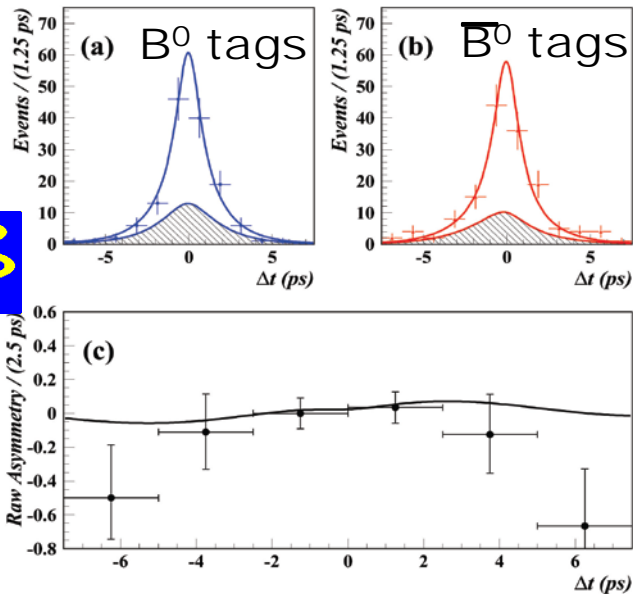 (a) B⁰ tags
Events / (1.25 ps)
70
60
50
40
30
20
10
0
-5 0 5
Δt (ps)
(b) B̅⁰ tags
Events / (1.25 ps)
70
60
50
40
30
20
10
0
-5 0 5
Δt (ps)
S
(c)
Raw Asymmetry / (2.5 ps)
0.6
0.4
0.2
0
-0.2
-0.4
-0.6
-0.8
-6 -4 -2 0 2 4 6
Δt (ps)